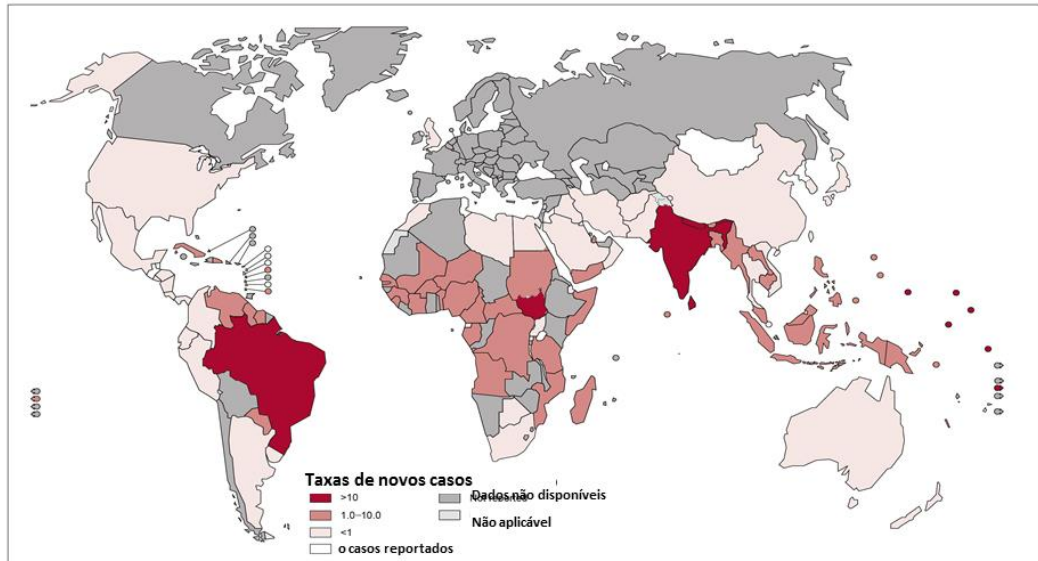 Taxas de novos casos
>10
1.0–10.0
<1
o casos reportados
Dados não disponíveis
Não aplicável